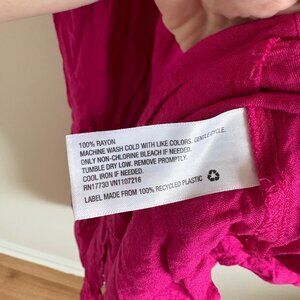 100% RAYON
MACHINE WASH COLD WITH LIKE COLORS. GENTLE CYCLE.
ONLY NON-CHLORINE BLEACH IF NEEDED.
TUMBLE DRY LOW. REMOVE PROMPTLY.
COOL IRON IF NEEDED.
RN17730 VN1107216
LABEL MADE FROM 100% RECYCLED PLASTIC